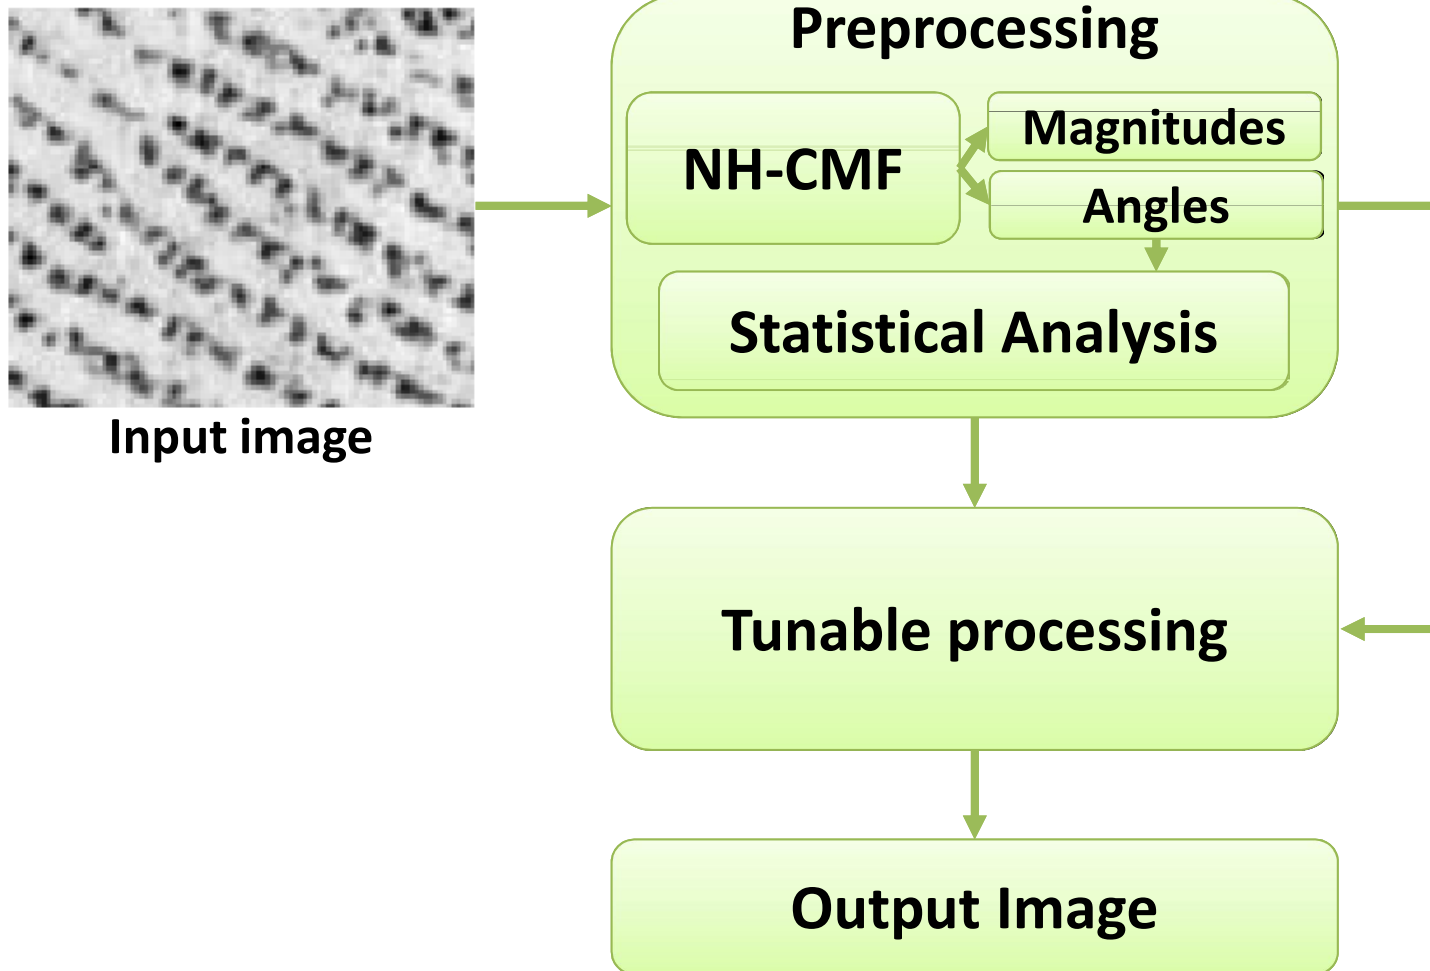 Preprocessing
NH-CMF
Magnitudes
Angles
Statistical Analysis
Input image
Tunable processing
Output Image